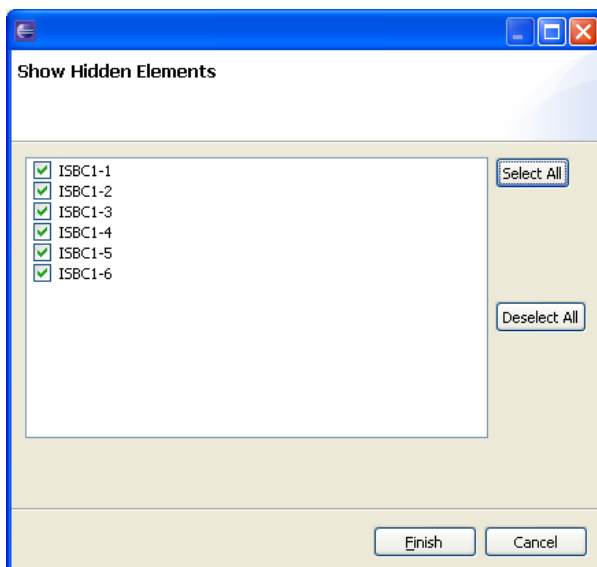 Show Hidden Elements
ISBC1-1
ISBC1-2
ISBC1-3
ISBC1-4
ISBC1-5
ISBC1-6
Select All
Deselect All
Finish
Cancel